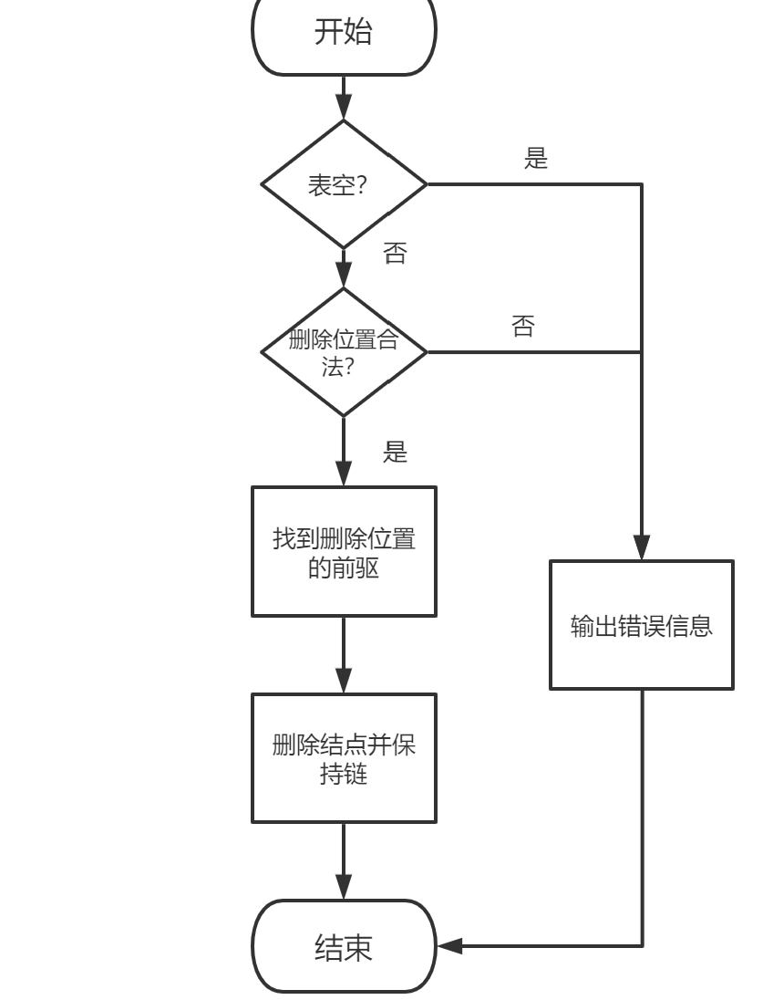 开始
表空？
是
否
删除位置合
法？
否
是
找到删除位置
的前驱
输出错误信息
删除结点并保
持链
结束